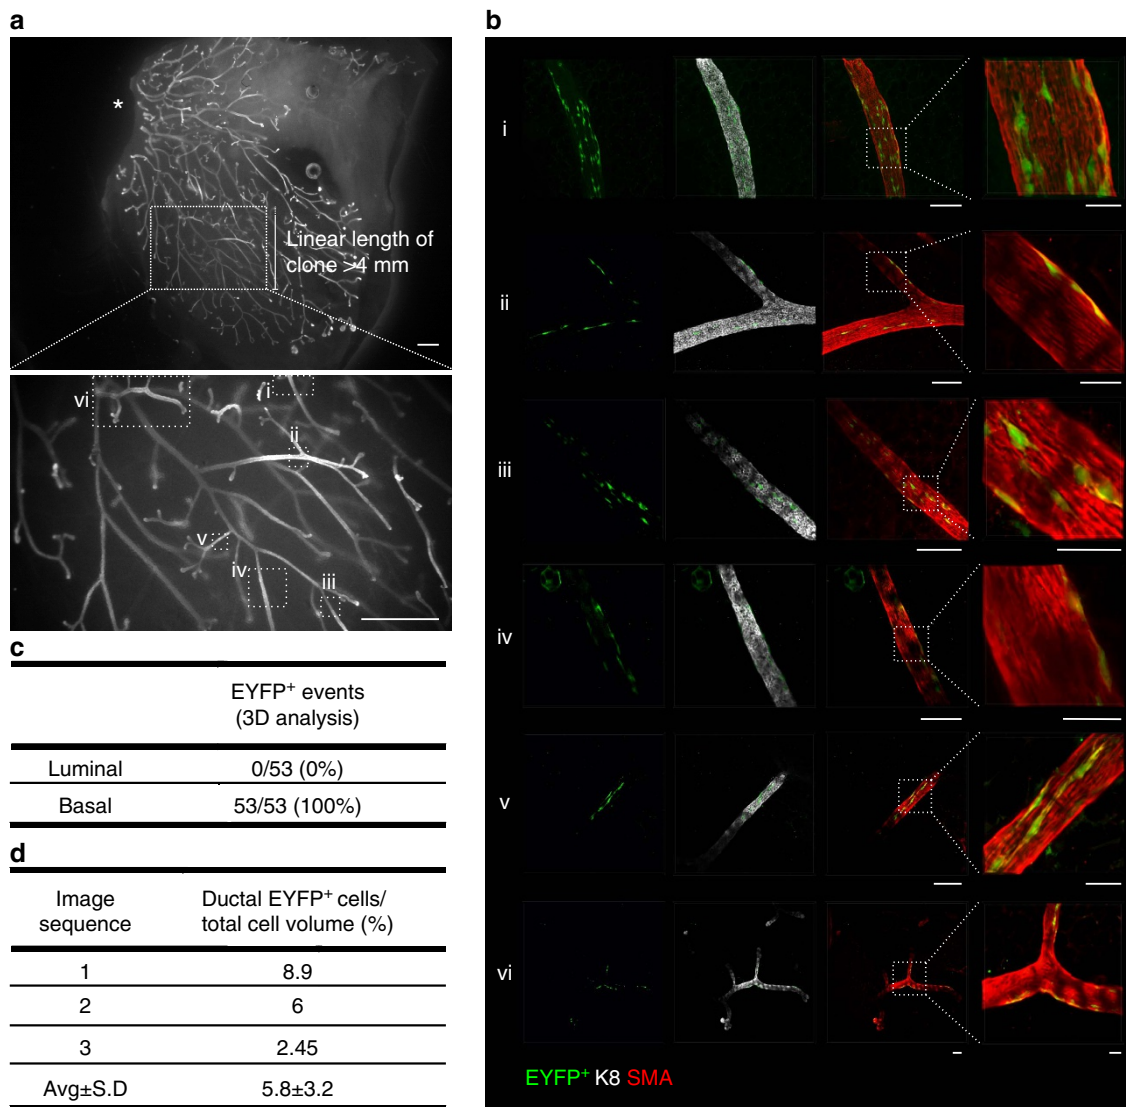 a
*
Linear length of
clone >4 mm
vi
i
ii
v
iv
iii
b
i
ii
iii
iv
v
vi
EYFP+ K8 SMA
c
EYFP+ events
(3D analysis)
Luminal 0/53 (0%)
Basal 53/53 (100%)
d
Image Ductal EYFP+ cells/
sequence total cell volume (%)
1 8.9
2 6
3 2.45
Avg±S.D 5.8±3.2